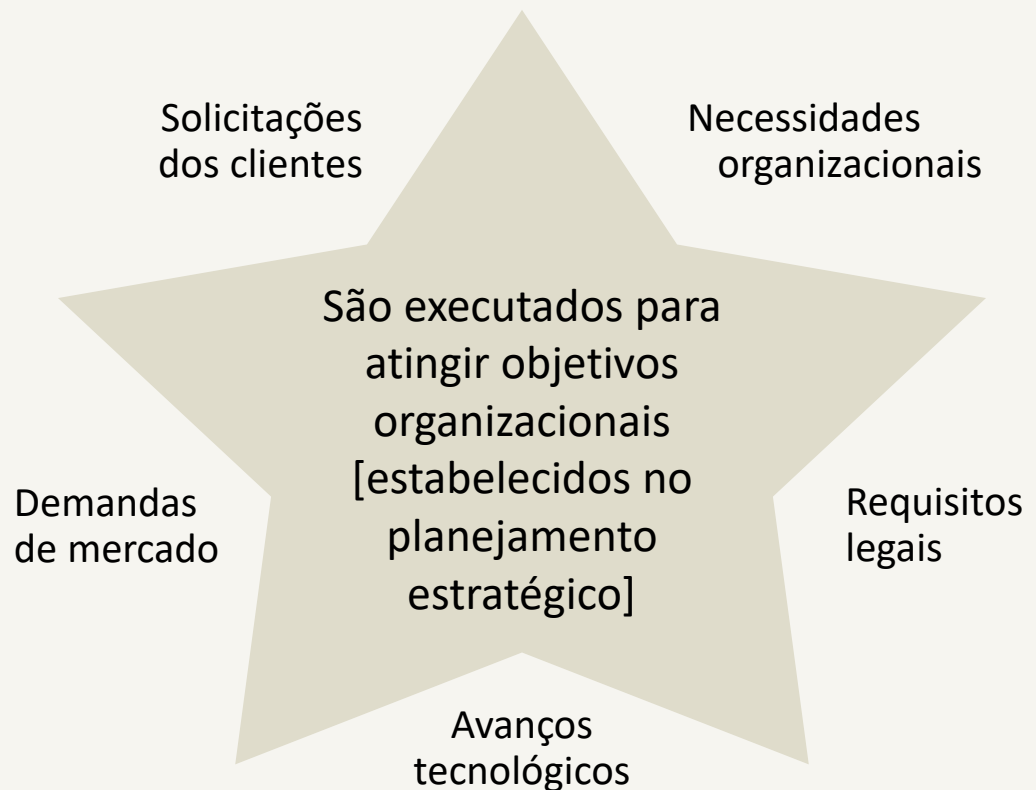 Solicitações
dos clientes
Necessidades
organizacionais
São executados para
atingir objetivos
organizacionais
[estabelecidos no
planejamento
estratégico]
Demandas
de mercado
Requisitos
legais
Avanços
tecnológicos